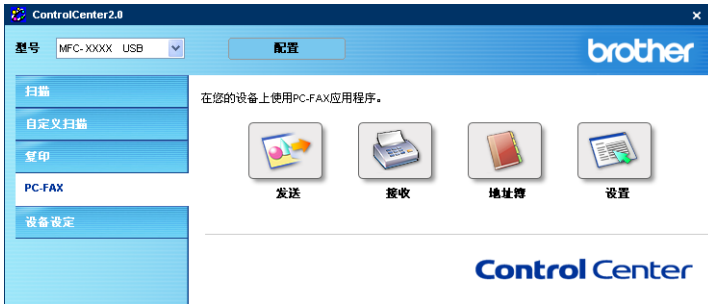 ControlCenter2.0
型号 MFC-XXXX USB 配置 brother
扫描
自定义扫描
复印
PC-FAX
设备设定
在您的设备上使用PC-FAX应用程序。
发送 接收 地址簿 设置
Control Center